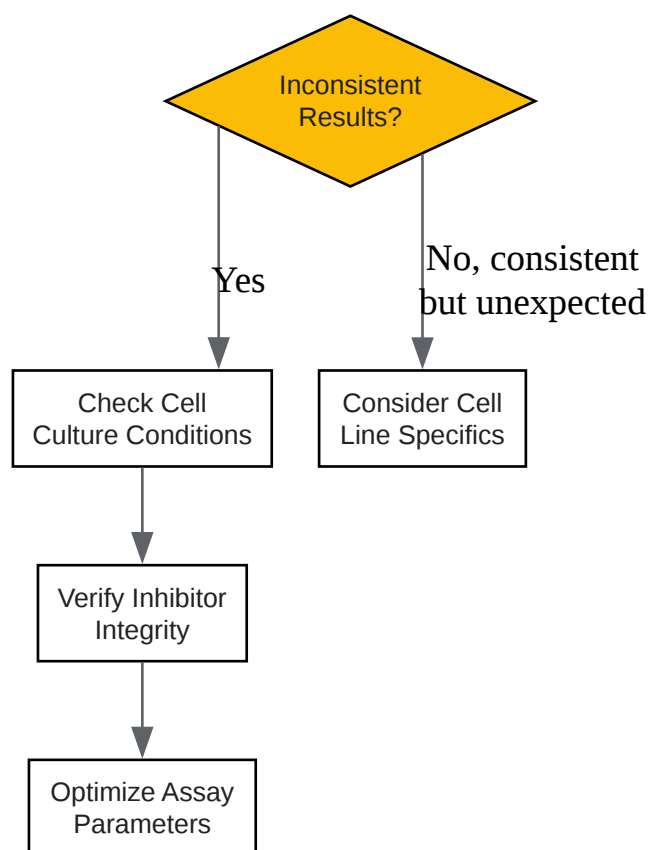 Inconsistent
Results?
Yes
No, consistent
but unexpected
Check Cell
Culture Conditions
Consider Cell
Line Specifics
Verify Inhibitor
Integrity
Optimize Assay
Parameters